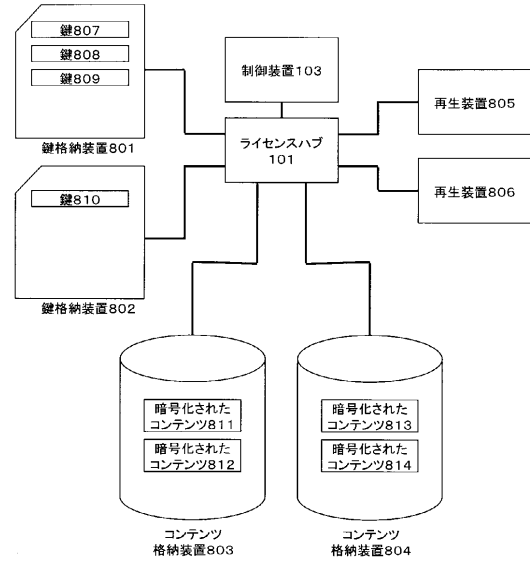 鍵807
鍵808
鍵809
鍵格納装置801
鍵810
鍵格納装置802
制御装置103
ライセンスハブ
101
再生装置805
再生装置806
暗号化された
コンテンツ811
暗号化された
コンテンツ812
コンテンツ
格納装置803
暗号化された
コンテンツ813
暗号化された
コンテンツ814
コンテンツ
格納装置804